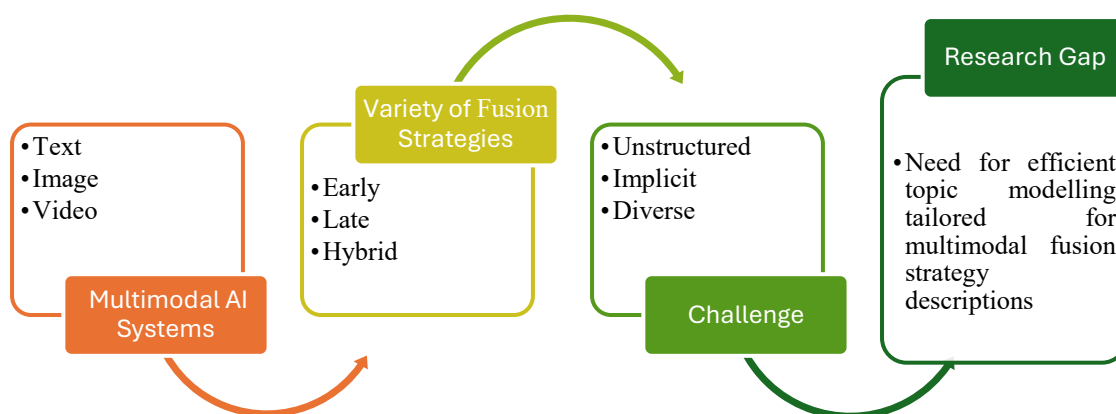 •Text
•Image
•Video
Multimodal AI
Systems
Variety of Fusion
Strategies
•Early
•Late
•Hybrid
•Unstructured
•Implicit
•Diverse
Challenge
Research Gap
•Need for efficient
topic modelling
tailored for
multimodal fusion
strategy
descriptions